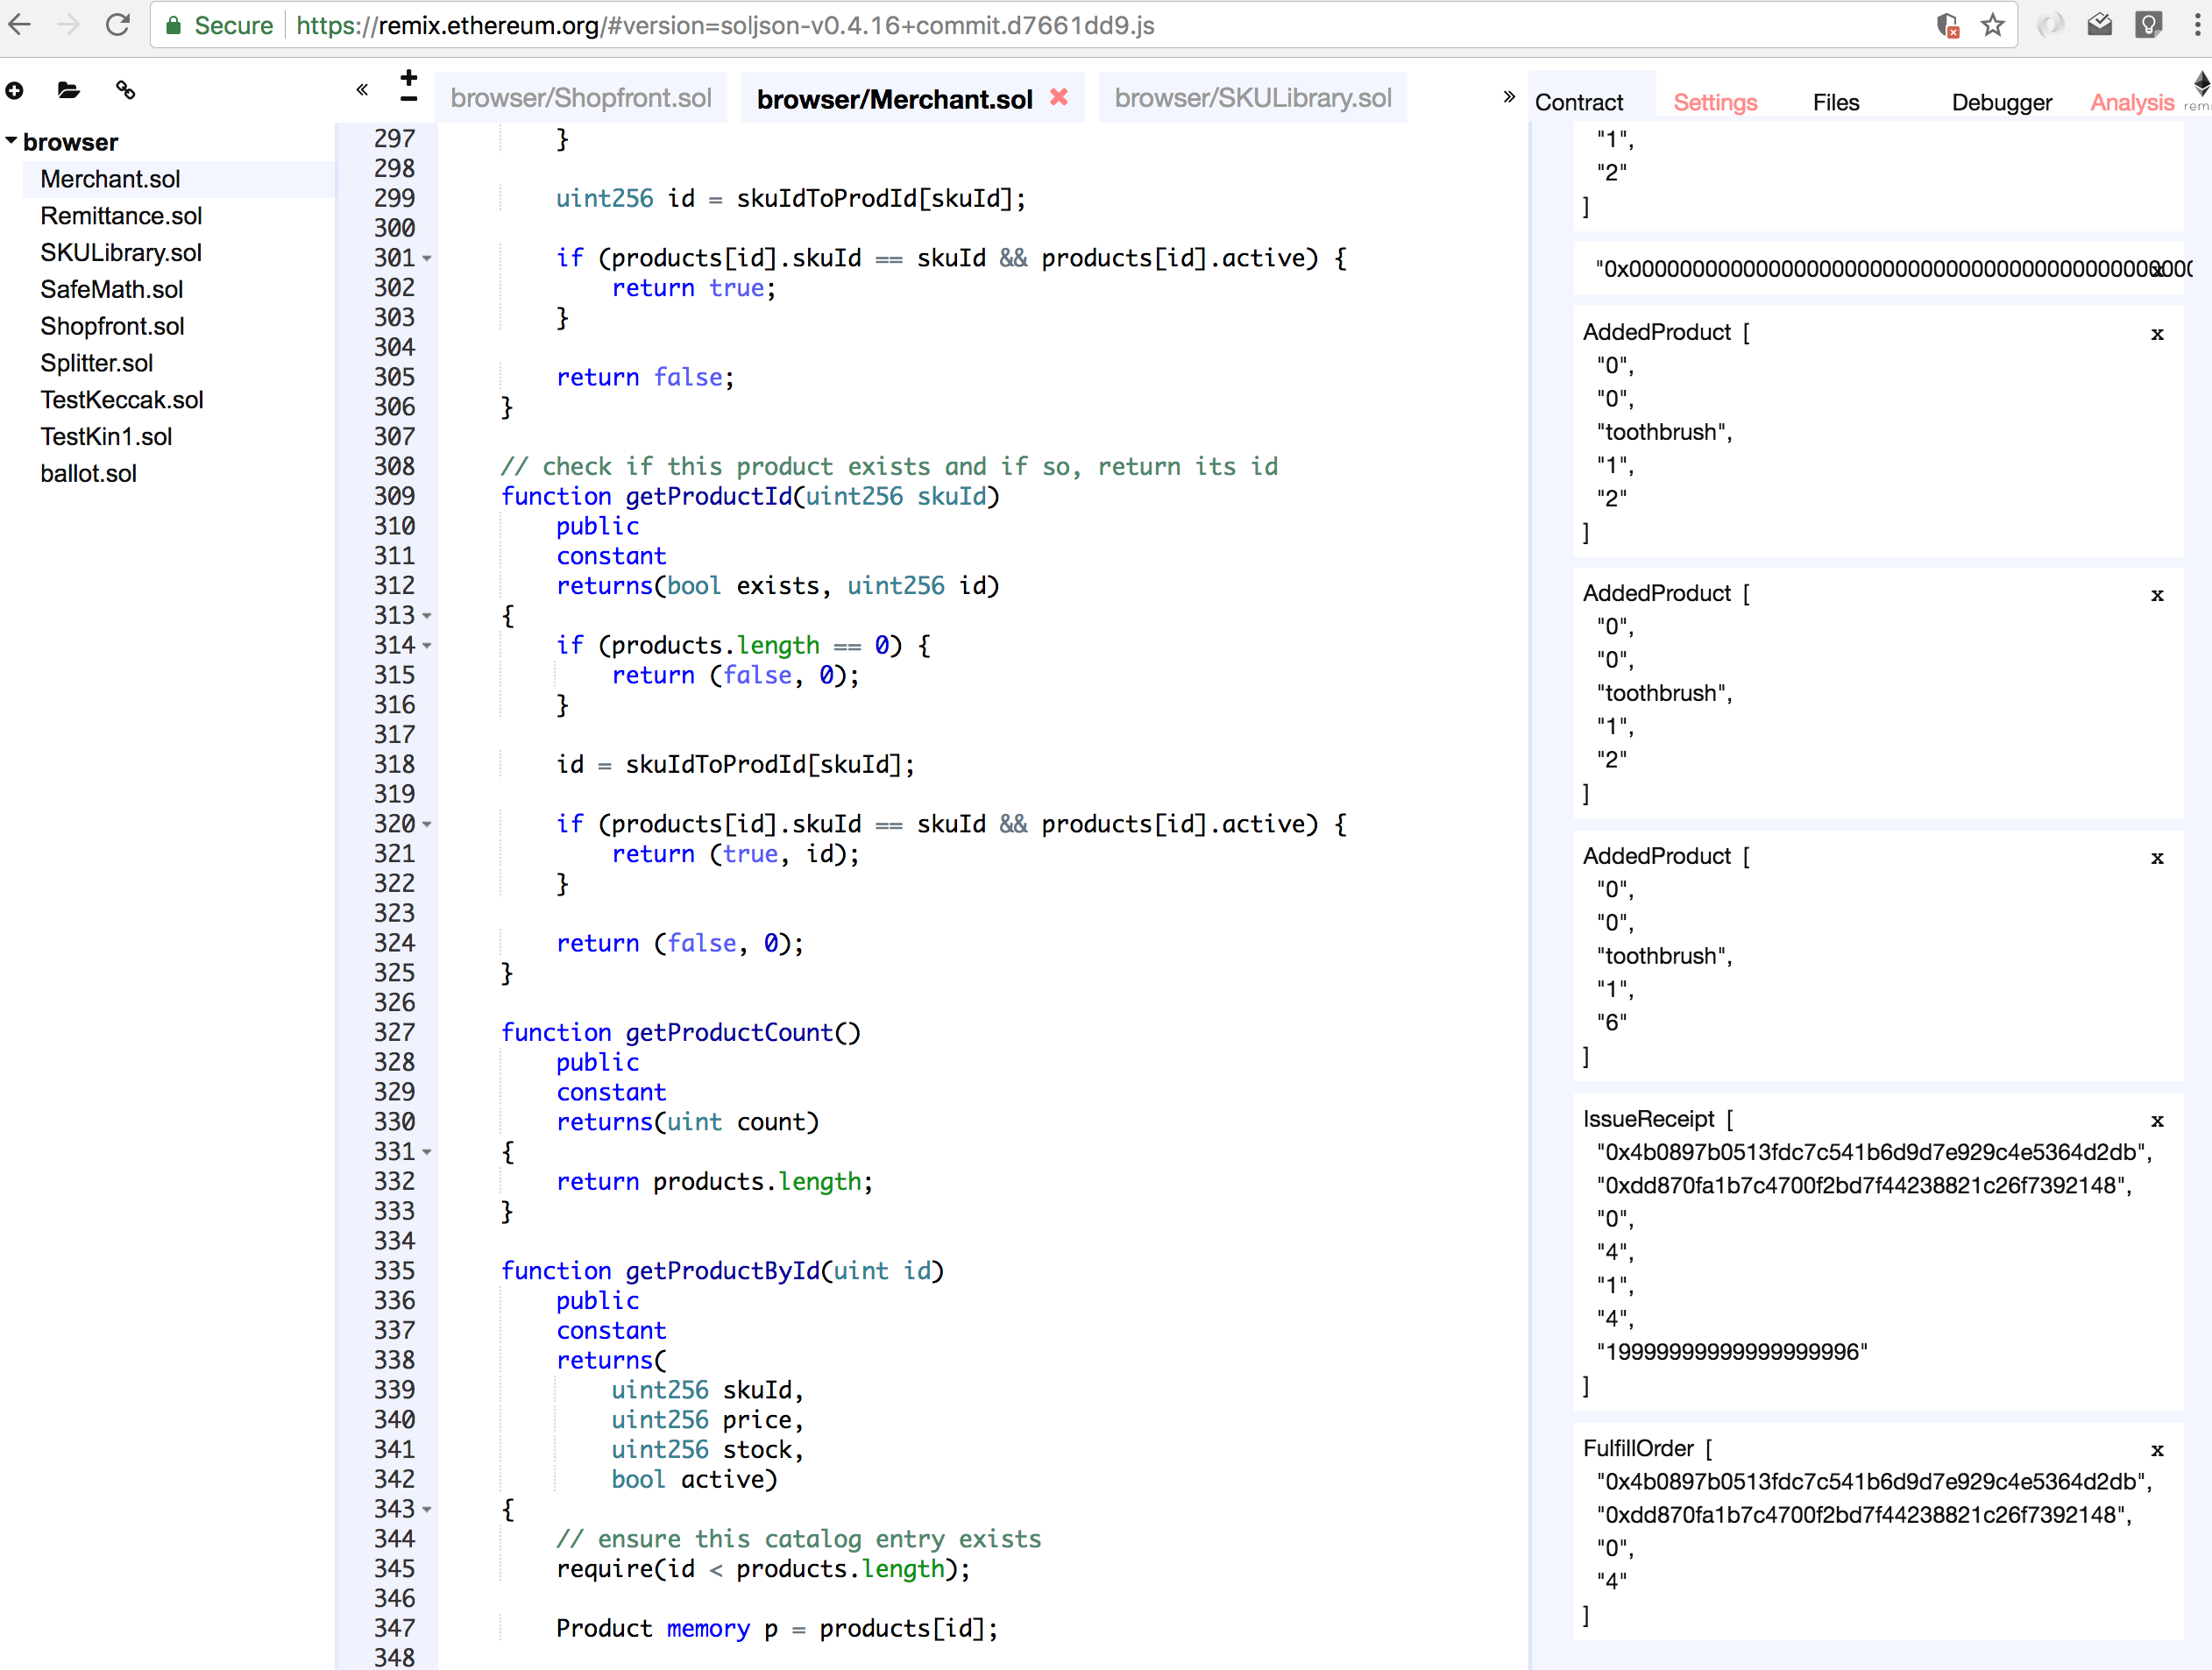 Secure https://remix.ethereum.org/#version=soljson-v0.4.16+commit.d7661dd9.js
browser
Merchant.sol
Remittance.sol
SKULibrary.sol
SafeMath.sol
Shopfront.sol
Splitter.sol
TestKeccak.sol
TestKin1.sol
ballot.sol
« + − browser/Shopfront.sol browser/Merchant.sol browser/SKULibrary.sol »
297 }
298
299 uint256 id = skuIdToProdId[skuId];
300
301 if (products[id].skuId == skuId && products[id].active) {
302 return true;
303 }
304
305 return false;
306 }
307
308 // check if this product exists and if so, return its id
309 function getProductId(uint256 skuId)
310 public
311 constant
312 returns(bool exists, uint256 id)
313 {
314 if (products.length == 0) {
315 return (false, 0);
316 }
317
318 id = skuIdToProdId[skuId];
319
320 if (products[id].skuId == skuId && products[id].active) {
321 return (true, id);
322 }
323
324 return (false, 0);
325 }
326
327 function getProductCount()
328 public
329 constant
330 returns(uint count)
331 {
332 return products.length;
333 }
334
335 function getProductById(uint id)
336 public
337 constant
338 returns(
339 uint256 skuId,
340 uint256 price,
341 uint256 stock,
342 bool active)
343 {
344 // ensure this catalog entry exists
345 require(id < products.length);
346
347 Product memory p = products[id];
348
Contract Settings Files Debugger Analysis
"1",
"2"
]
AddedProduct [ x
"0",
"0",
"toothbrush",
"1",
"2"
]
AddedProduct [ x
"0",
"0",
"toothbrush",
"1",
"2"
]
AddedProduct [ x
"0",
"0",
"toothbrush",
"1",
"6"
]
IssueReceipt [ x
"0x4b0897b0513fdc7c541b6d9d7e929c4e5364d2db",
"0xdd870fa1b7c4700f2bd7f44238821c26f7392148",
"0",
"4",
"1",
"4",
"19999999999999999996"
]
FulfillOrder [ x
"0x4b0897b0513fdc7c541b6d9d7e929c4e5364d2db",
"0xdd870fa1b7c4700f2bd7f44238821c26f7392148",
"0",
"4"
]